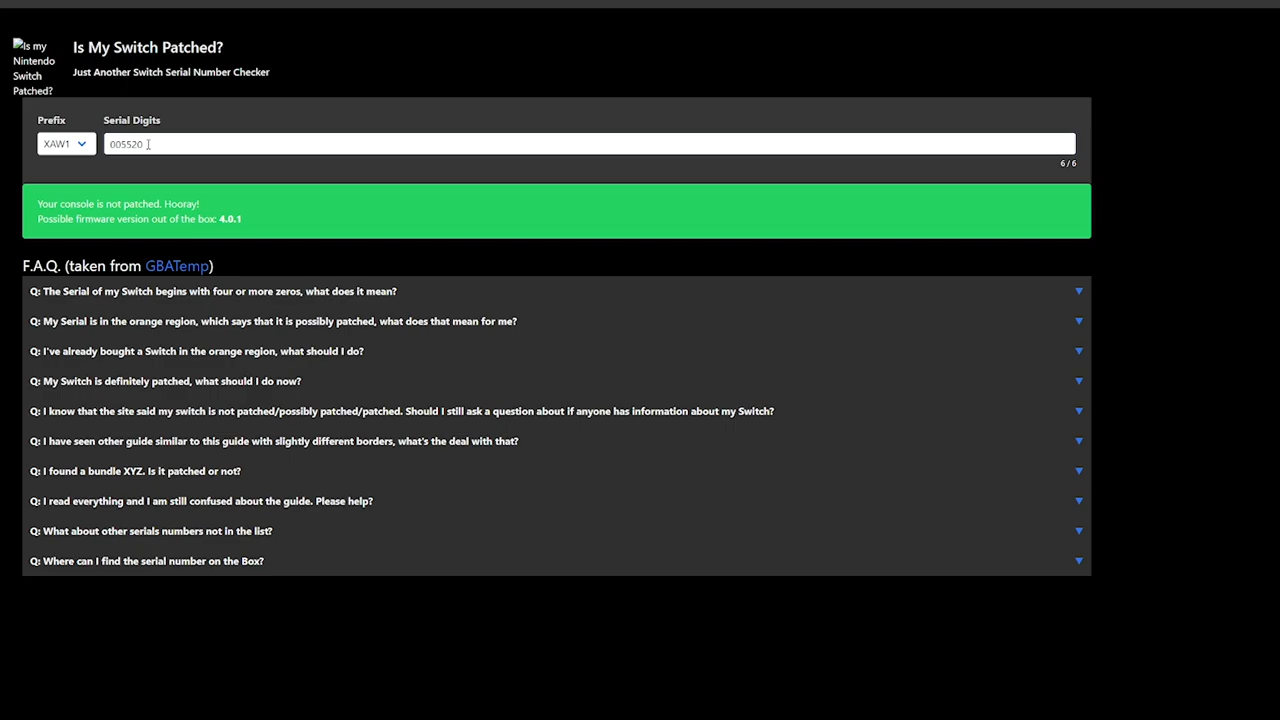 Is my
Nintendo
Switch
Patched?
Is My Switch Patched?
Just Another Switch Serial Number Checker
Prefix
Serial Digits
XAW1
005520
6 / 6
Your console is not patched. Hooray!
Possible firmware version out of the box: 4.0.1
F.A.Q. (taken from GBATemp)
Q: The Serial of my Switch begins with four or more zeros, what does it mean?
Q: My Serial is in the orange region, which says that it is possibly patched, what does that mean for me?
Q: I've already bought a Switch in the orange region, what should I do?
Q: My Switch is definitely patched, what should I do now?
Q: I know that the site said my switch is not patched/possibly patched/patched. Should I still ask a question about if anyone has information about my Switch?
Q: I have seen other guide similar to this guide with slightly different borders, what's the deal with that?
Q: I found a bundle XYZ. Is it patched or not?
Q: I read everything and I am still confused about the guide. Please help?
Q: What about other serials numbers not in the list?
Q: Where can I find the serial number on the Box?